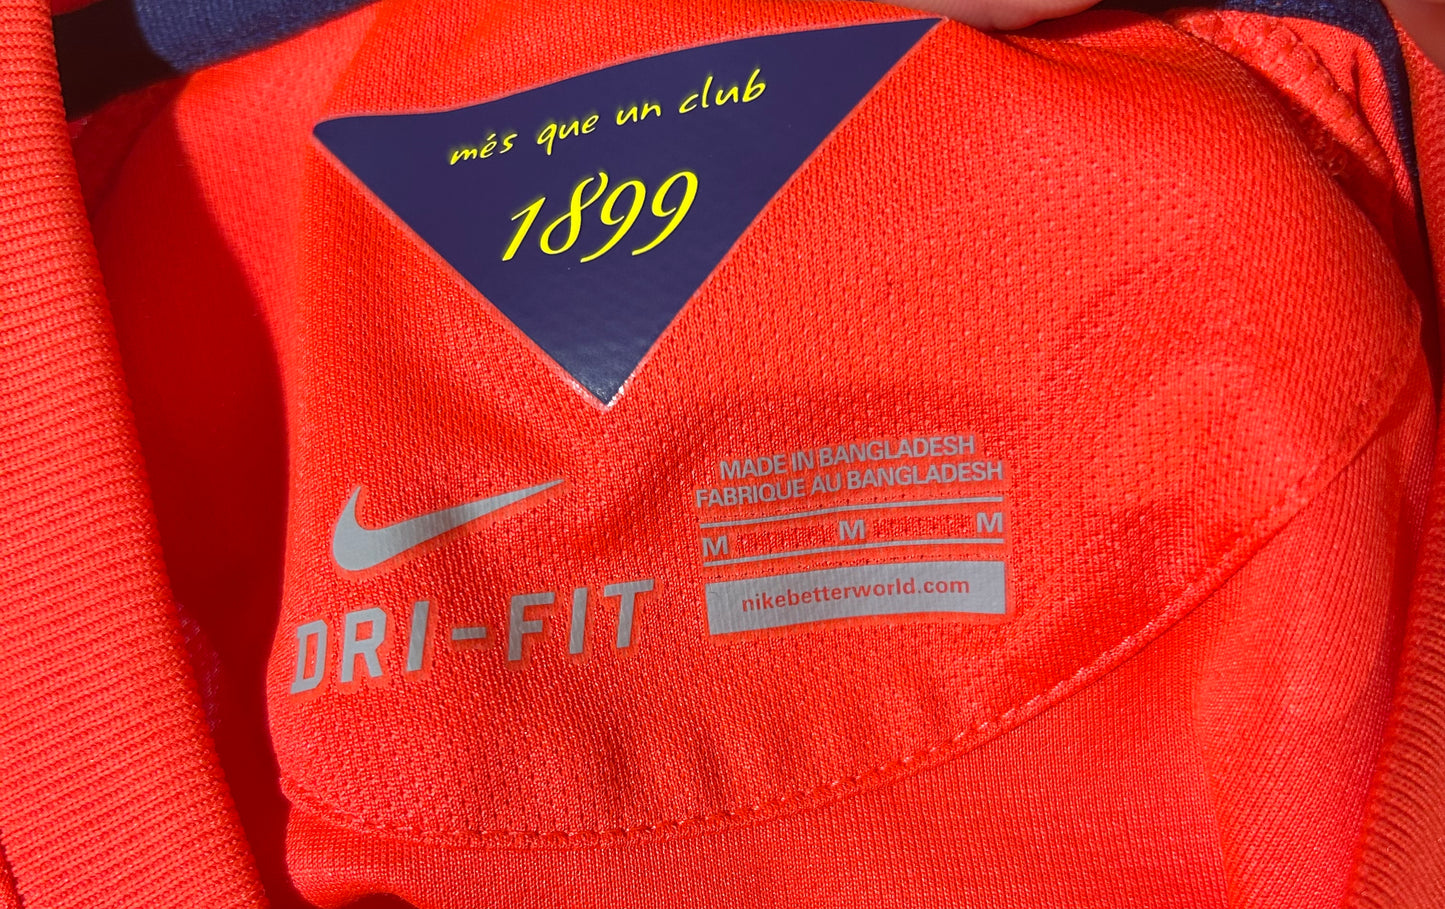 més que un club
1899
DRI-FIT
MADE IN BANGLADESH
FABRIQUE AU BANGLADESH
M M M
nikebetterworld.com